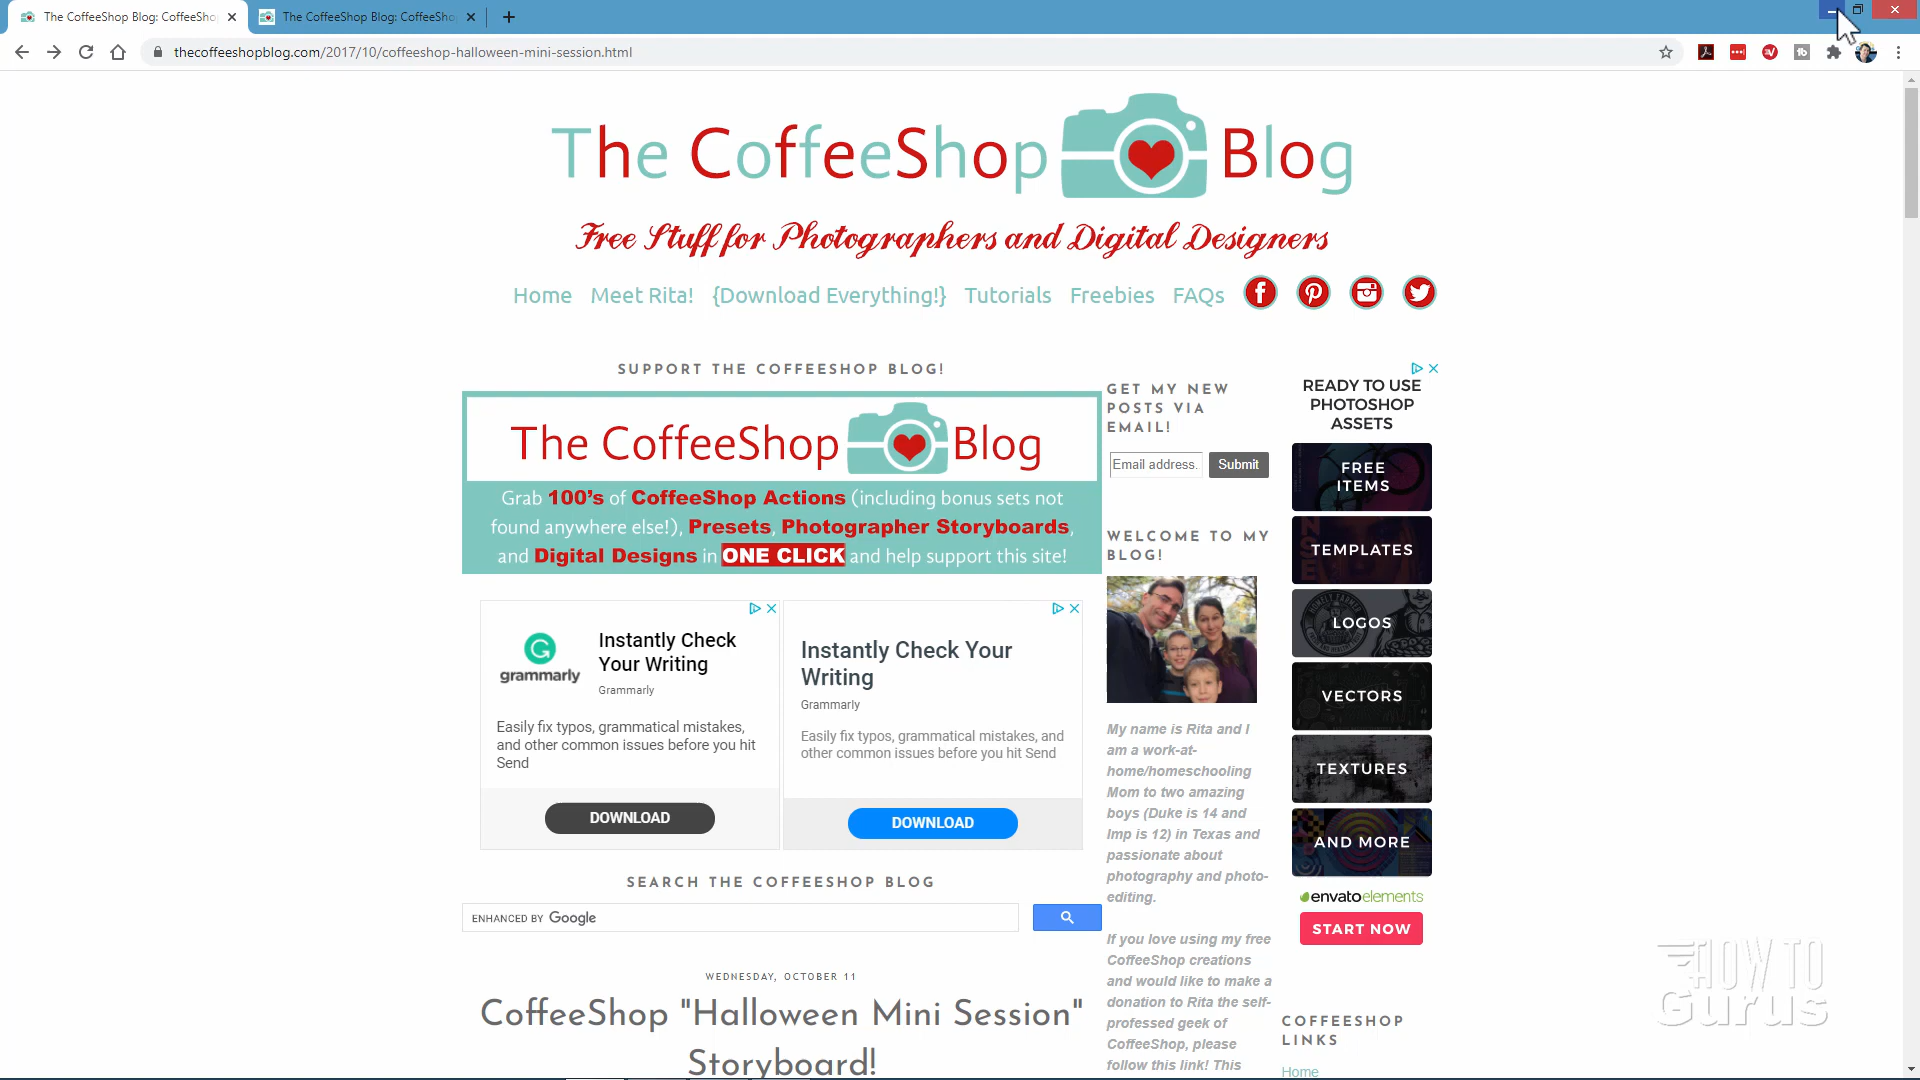 The CoffeeShop Blog: CoffeeSho
The CoffeeShop Blog: CoffeeSho
thecoffeeshopblog.com/2017/10/coffeeshop-halloween-mini-session.html
The CoffeeShop Blog
Free Stuff for Photographers and Digital Designers
Home Meet Rita! {Download Everything!} Tutorials Freebies FAQs
SUPPORT THE COFFEESHOP BLOG!
The CoffeeShop Blog
Grab 100's of CoffeeShop Actions (including bonus sets not
found anywhere else!), Presets, Photographer Storyboards,
and Digital Designs in ONE CLICK and help support this site!
grammarly
Instantly Check
Your Writing
Grammarly
Easily fix typos, grammatical mistakes,
and other common issues before you hit
Send
DOWNLOAD
Instantly Check Your
Writing
Grammarly
Easily fix typos, grammatical mistakes, and
other common issues before you hit Send
DOWNLOAD
SEARCH THE COFFEESHOP BLOG
ENHANCED BY Google
WEDNESDAY, OCTOBER 11
CoffeeShop "Halloween Mini Session"
Storyboard!
GET MY NEW
POSTS VIA
EMAIL!
Email address. Submit
WELCOME TO MY
BLOG!
My name is Rita and I
am a work-at-
home/homeschooling
Mom to two amazing
boys (Duke is 14 and
Imp is 12) in Texas and
passionate about
photography and photo-
editing.
If you love using my free
CoffeeShop creations
and would like to make a
donation to Rita the self-
professed geek of
CoffeeShop, please
follow this link! This
READY TO USE
PHOTOSHOP
ASSETS
FREE
ITEMS
TEMPLATES
LOGOS
VECTORS
TEXTURES
AND MORE
envatoelements
START NOW
COFFEESHOP
LINKS
Home
HOW TO
Gurus